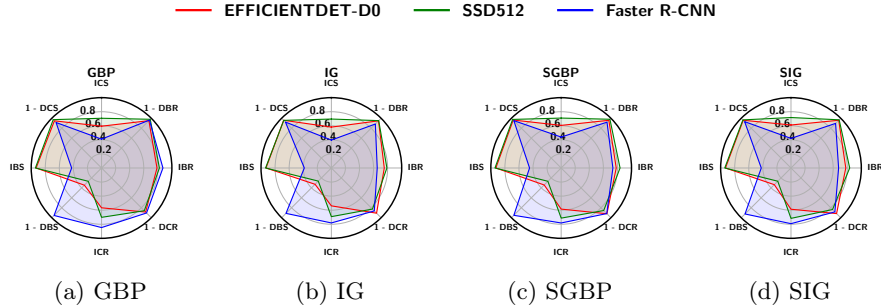 EFFICIENTDET-D0 SSD512 Faster R-CNN
GBP
ICS
1 - DCS 1 - DBR
0.8
0.6
0.4
0.2
IBS IBR
1 - DBS 1 - DCR
ICR
(a) GBP
IG
ICS
1 - DCS 1 - DBR
0.8
0.6
0.4
0.2
IBS IBR
1 - DBS 1 - DCR
ICR
(b) IG
SGBP
ICS
1 - DCS 1 - DBR
0.8
0.6
0.4
0.2
IBS IBR
1 - DBS 1 - DCR
ICR
(c) SGBP
SIG
ICS
1 - DCS 1 - DBR
0.8
0.6
0.4
0.2
IBS IBR
1 - DBS 1 - DCR
ICR
(d) SIG